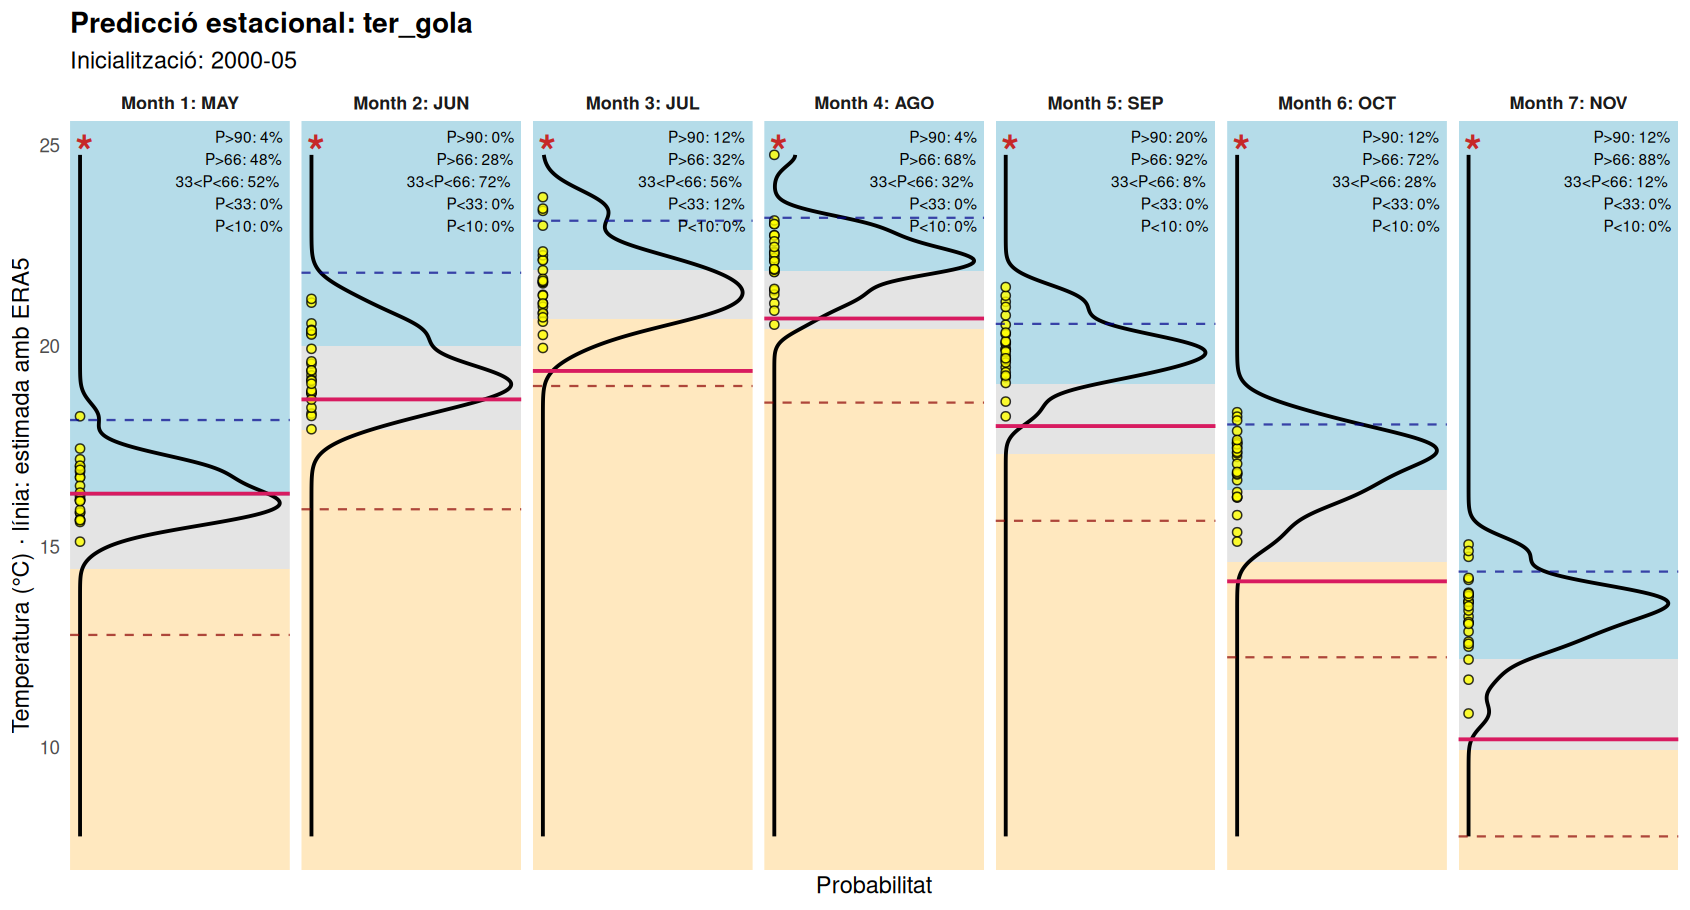 Predicció estacional: ter_gola
Inicialització: 2000-05
Month 1: MAY
Month 2: JUN
Month 3: JUL
Month 4: AGO
Month 5: SEP
Month 6: OCT
Month 7: NOV
P>90: 4%
P>66: 48%
33<P<66: 52%
P<33: 0%
P<10: 0%
P>90: 0%
P>66: 28%
33<P<66: 72%
P<33: 0%
P<10: 0%
P>90: 12%
P>66: 32%
33<P<66: 56%
P<33: 12%
P<10: 0%
P>90: 4%
P>66: 68%
33<P<66: 32%
P<33: 0%
P<10: 0%
P>90: 20%
P>66: 92%
33<P<66: 8%
P<33: 0%
P<10: 0%
P>90: 12%
P>66: 72%
33<P<66: 28%
P<33: 0%
P<10: 0%
P>90: 12%
P>66: 88%
33<P<66: 12%
P<33: 0%
P<10: 0%
25
20
15
10
Temperatura (°C) · línia: estimada amb ERA5
Probabilitat